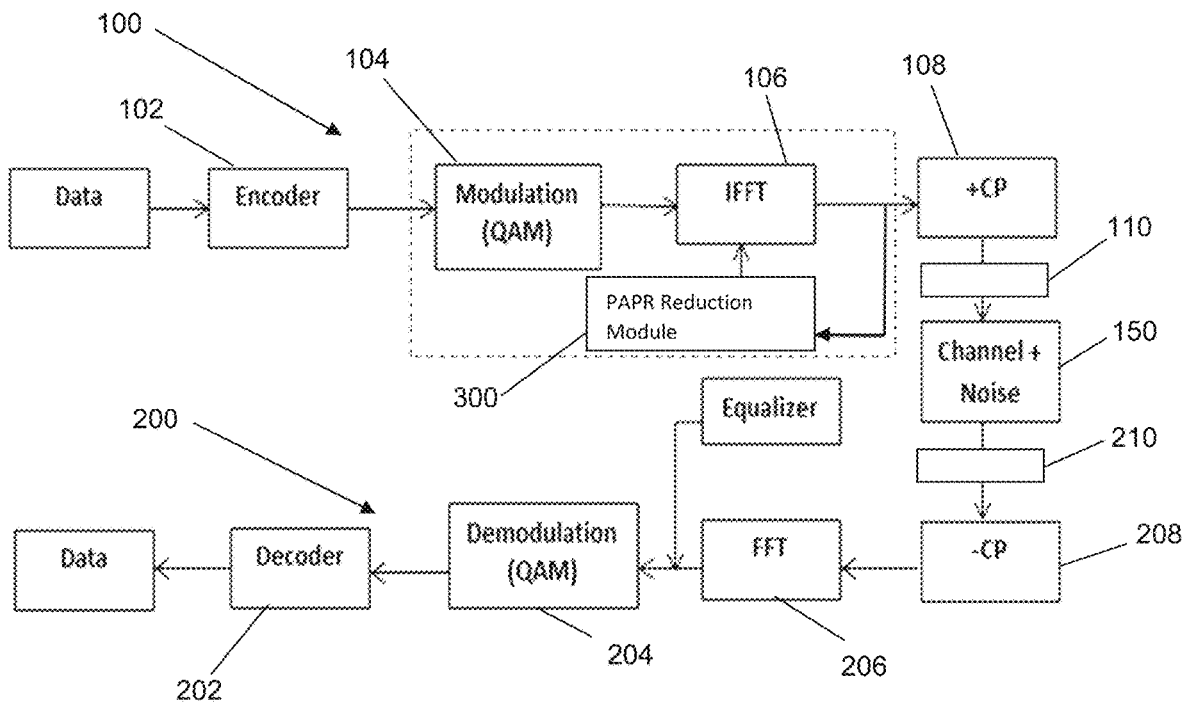 100
104
106
108
102
Data
Encoder
Modulation
(QAM)
IFFT
+CP
110
PAPR Reduction
Module
300
Channel +
Noise
150
200
Equalizer
210
Data
Decoder
Demodulation
(QAM)
FFT
-CP
208
202
204
206